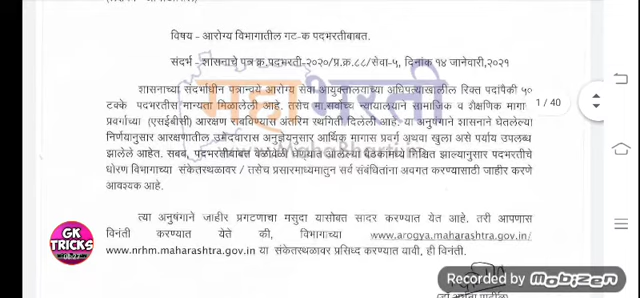 विषय - आरोग्य विभागातील गट-क पदभरतीबाबत.
संदर्भ - शासनाचे पत्र क्र.पदभरती-२०२०/प्र.क्र.८८/सेवा-५, दिनांक १४ जानेवारी,२०२१
शासनाच्या संदर्भाधीन पत्रान्वये आरोग्य सेवा आयुक्तालयाच्या अधिपत्याखालील रिक्त पदांपैकी ५०
टक्के पदभरतीस मान्यता मिळालेली आहे. तसेच मा.सर्वोच्च न्यायालयाने सामाजिक व शैक्षणिक मागास
प्रवर्गाच्या (एसईबीसी) आरक्षण राबविण्यास अंतरिम स्थगिती दिलेली आहे. या अनुषंगाने शासनाने घेतलेल्या
निर्णयानुसार आरक्षणातील उमेदवारास अनुज्ञेयनुसार आर्थिक मागास प्रवर्ग अथवा खुला असे पर्याय उपलब्ध
झालेले आहेत. सबब, पदभरतीबाबत वेळोवेळी घेण्यात आलेल्या बैठकांमध्ये निश्चित झाल्यानुसार पदभरतीचे
धोरण विभागाच्या संकेतस्थळावर / तसेच प्रसारमाध्यमातुन सर्व संबंधितांना अवगत करण्यासाठी जाहीर करणे
आवश्यक आहे.
त्या अनुषंगाने जाहीर प्रगटणाचा मसुदा यासोबत सादर करण्यात येत आहे. तरी आपणास
विनंती करण्यात येते की, विभागाच्या www.arogya.maharashtra.gov.in/
www.nrhm.maharashtra.gov.in या संकेतस्थळावर प्रसिध्द करण्यात यावी, ही विनंती.
महाभरती
1 / 40
GK
TRICKS
Recorded by mobizen